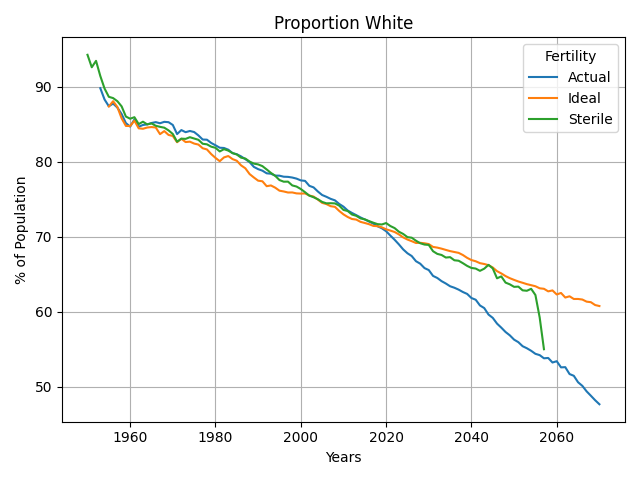 Proportion White
Fertility
Actual
Ideal
Sterile
% of Population
90
80
70
60
50
1960 1980 2000 2020 2040 2060
Years